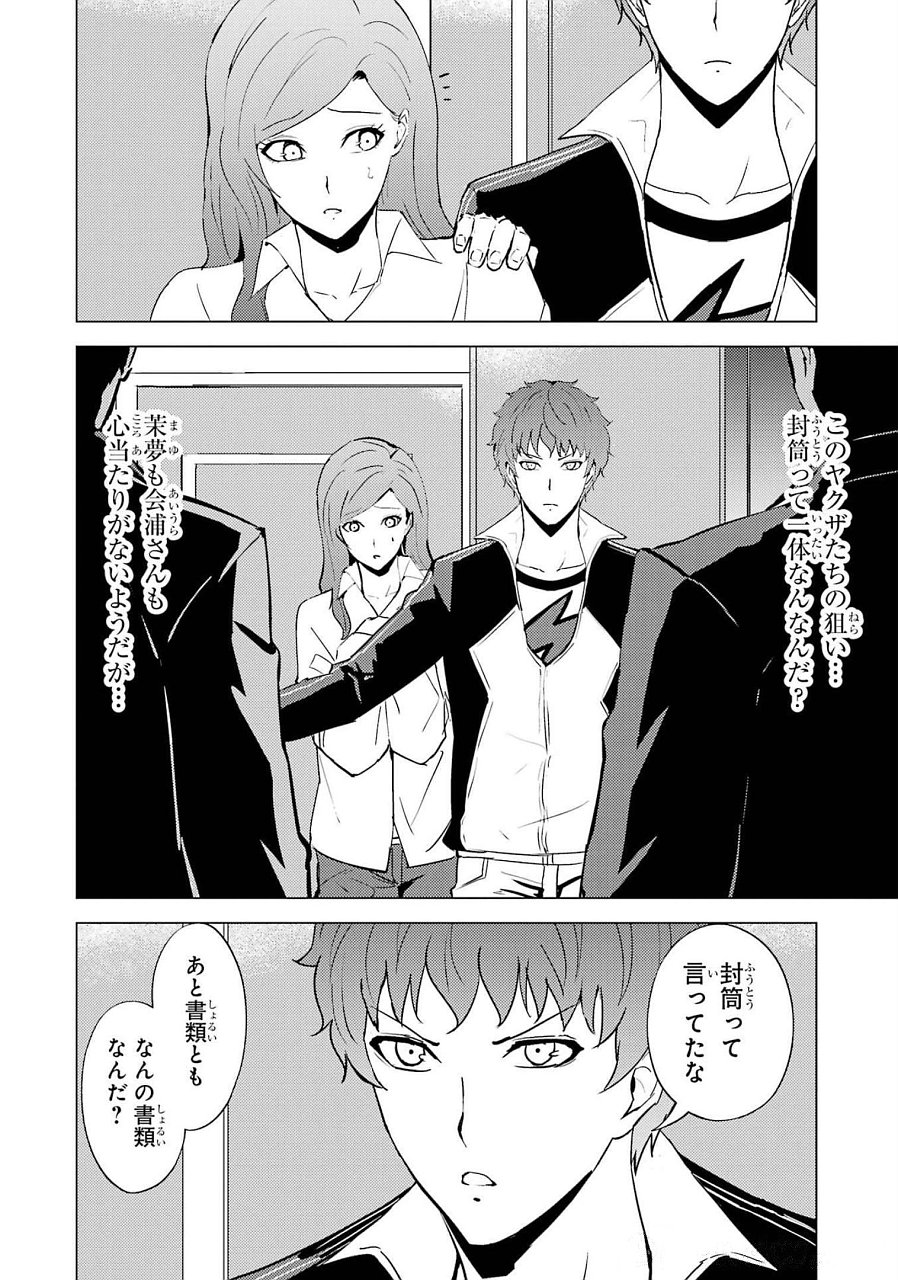 このヤクザたちの狙い…
封筒って一体なんなんだ？
茉夢も会浦さんも
心当たりがないようだが…
封筒って
言ってたな
あと書類とも
なんの書類
なんだ？